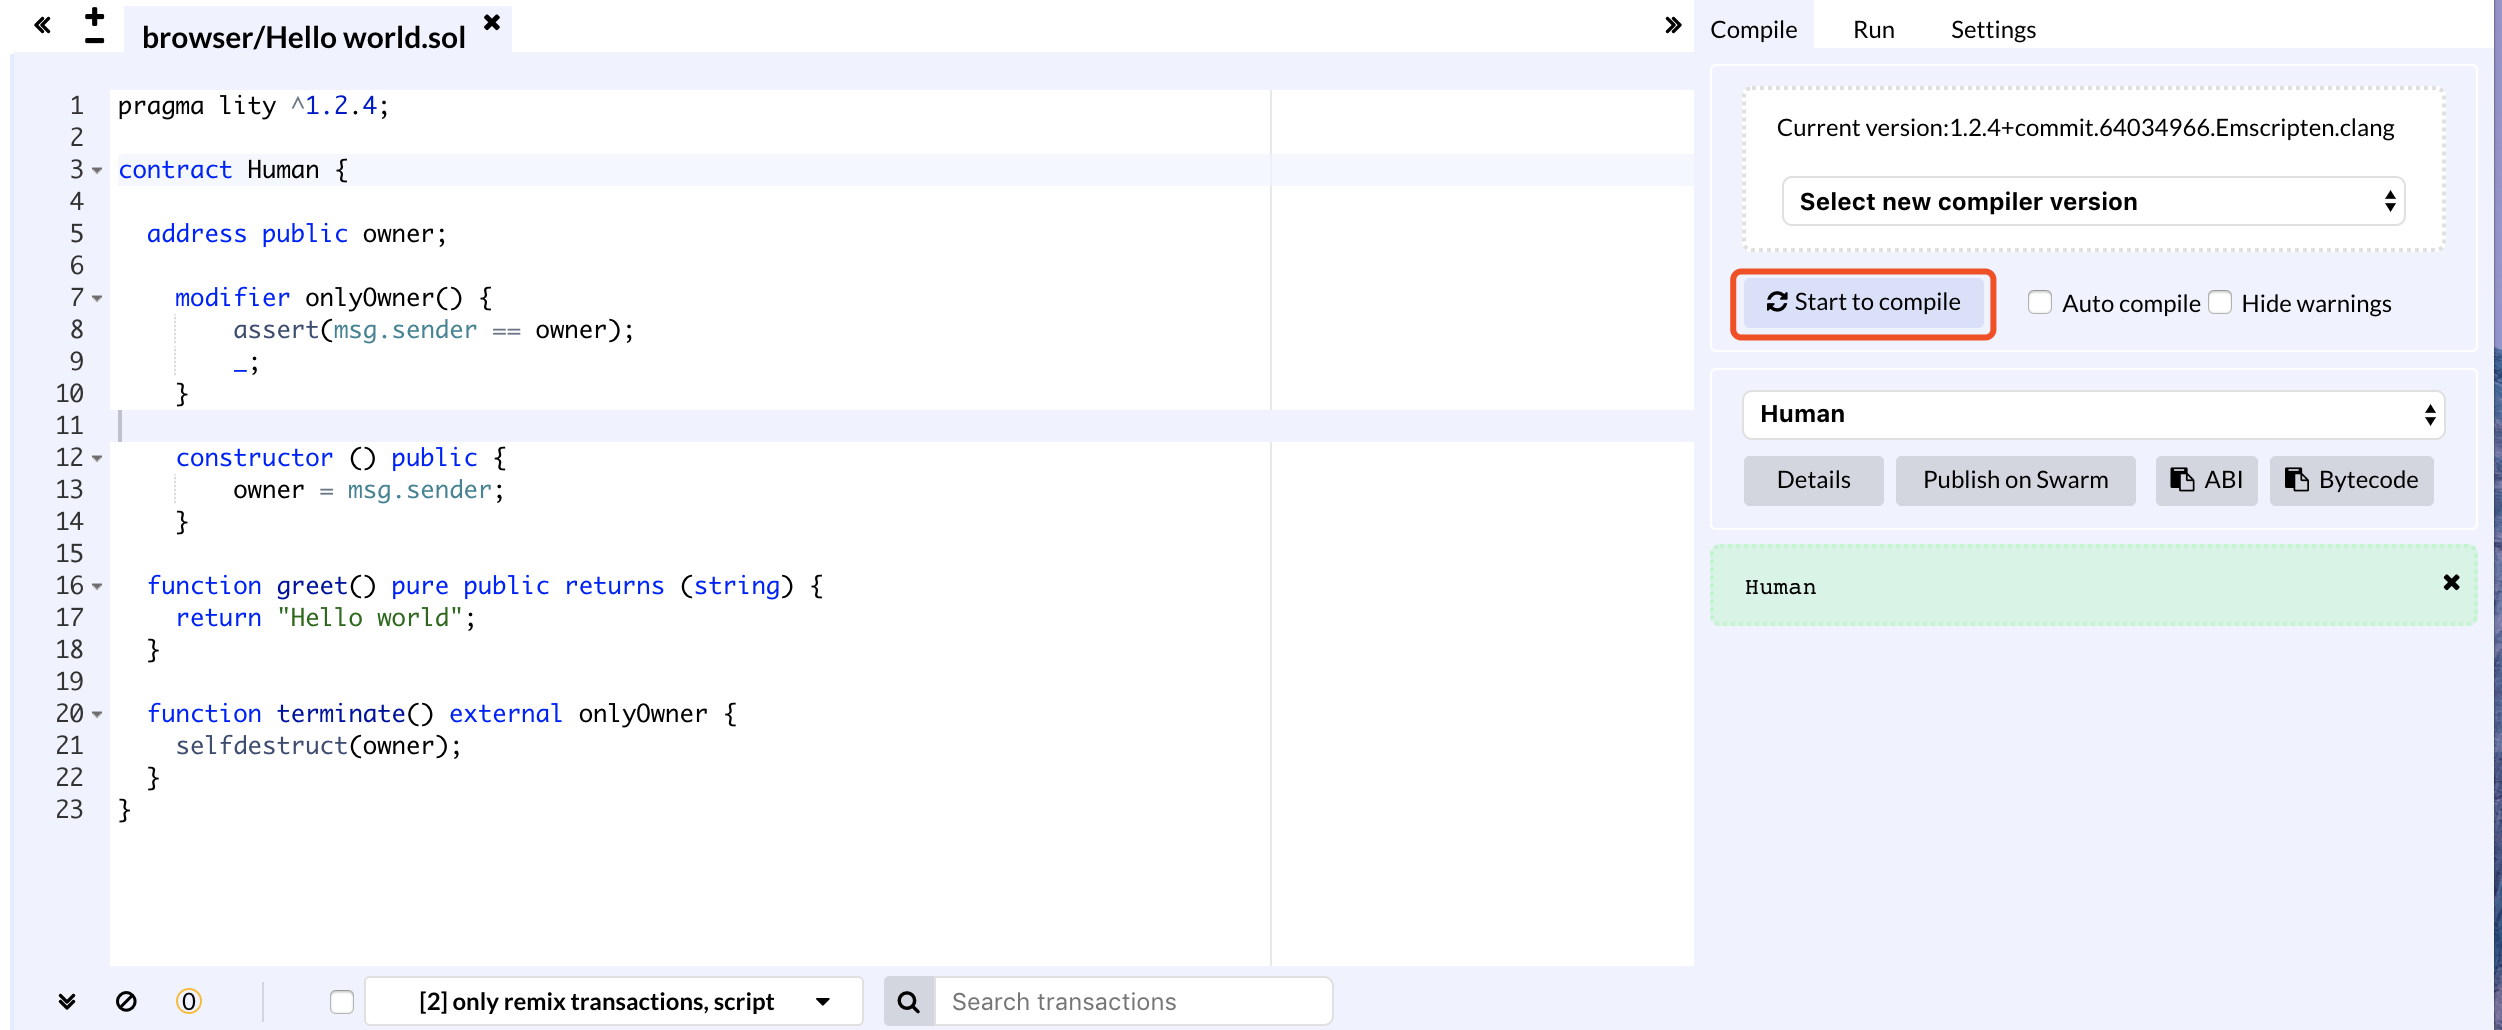 browser/Hello world.sol
Compile Run Settings
1 pragma lity ^1.2.4;
2
3 contract Human {
4
5 address public owner;
6
7 modifier onlyOwner() {
8 assert(msg.sender == owner);
9 _;
10 }
11
12 constructor () public {
13 owner = msg.sender;
14 }
15
16 function greet() pure public returns (string) {
17 return "Hello world";
18 }
19
20 function terminate() external onlyOwner {
21 selfdestruct(owner);
22 }
23 }
Current version:1.2.4+commit.64034966.Emscripten.clang
Select new compiler version
Start to compile Auto compile Hide warnings
Human
Details Publish on Swarm ABI Bytecode
Human
0 [2] only remix transactions, script Search transactions